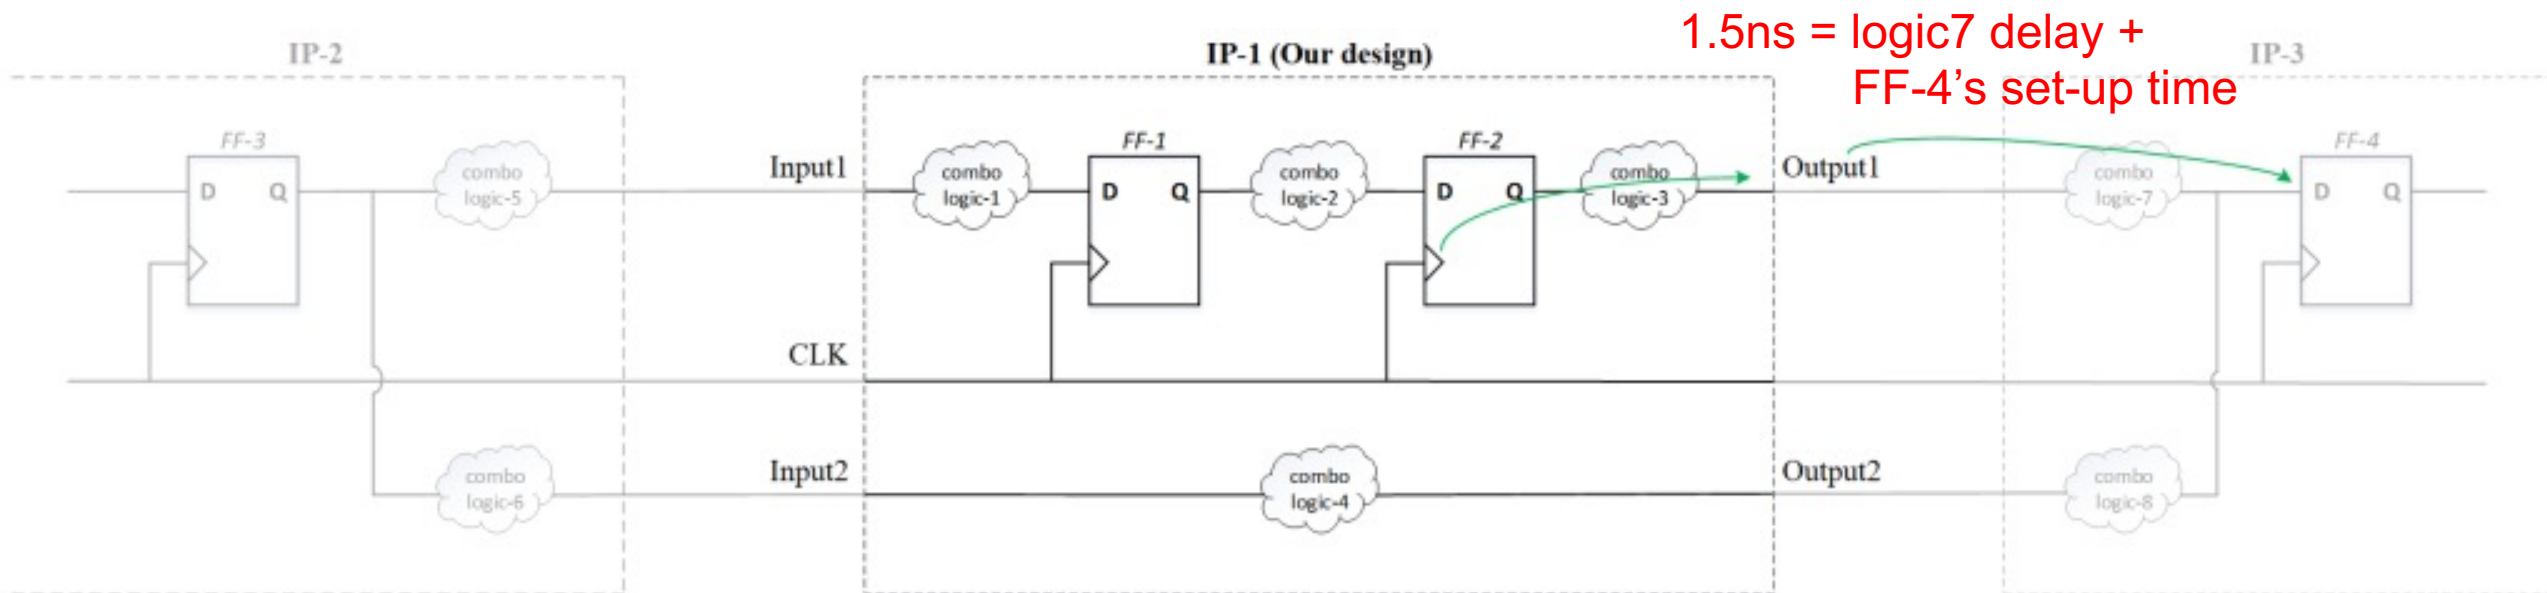 1.5ns = logic7 delay +
FF-4’s set-up time
IP-2
IP-1 (Our design)
IP-3
FF-3
D Q
combo
logic-5
Input1
combo
logic-1
FF-1
D Q
combo
logic-2
FF-2
D Q
combo
logic-3
Output1
combo
logic-7
FF-4
D Q
CLK
combo
logic-6
Input2
combo
logic-4
Output2
combo
logic-8